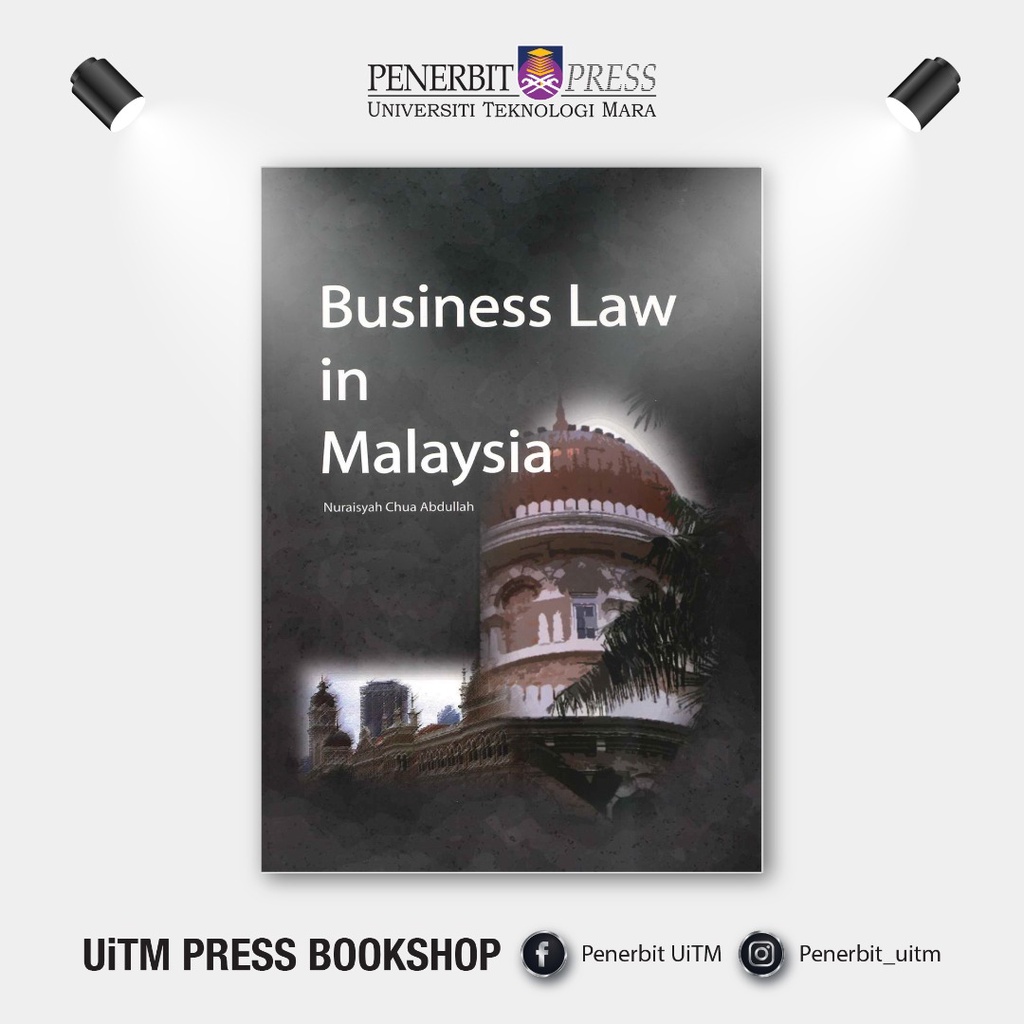 PENERBIT PRESS
UNIVERSITI TEKNOLOGI MARA
Business Law
in
Malaysia
Nuraisyah Chua Abdullah
UiTM PRESS BOOKSHOP Penerbit UiTM Penerbit_uitm